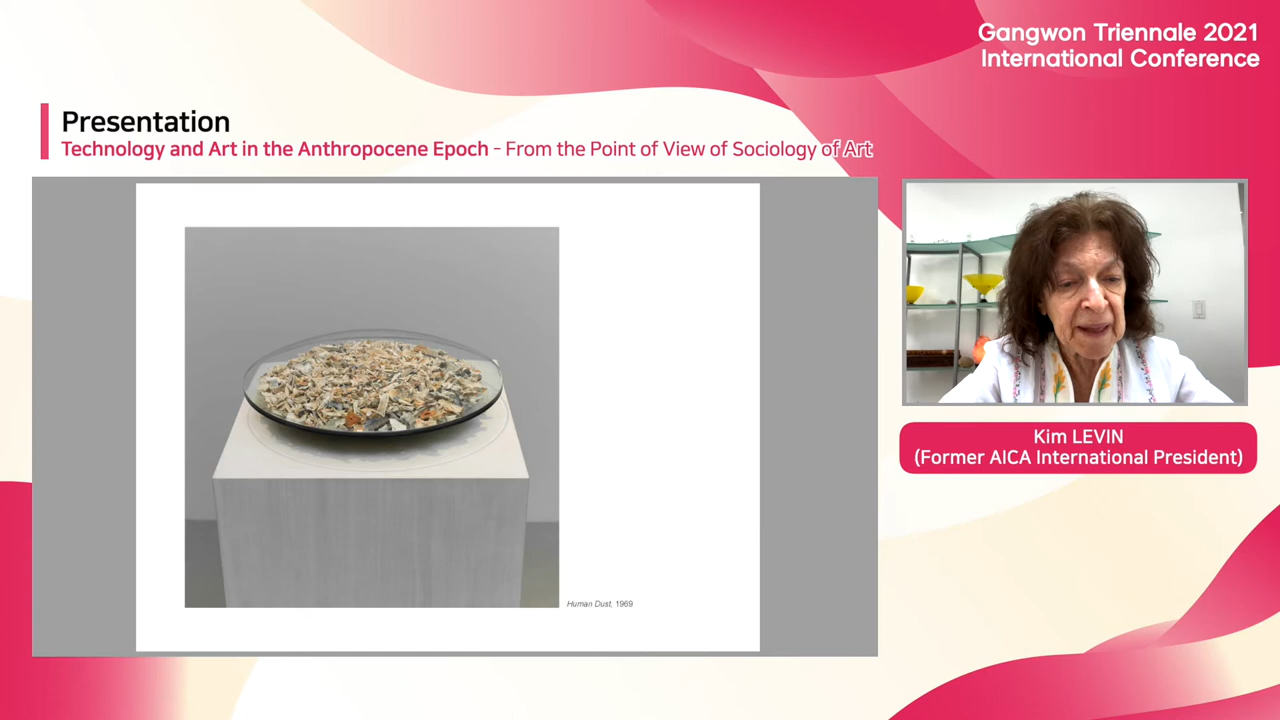 Gangwon Triennale 2021
International Conference
Presentation
Technology and Art in the Anthropocene Epoch - From the Point of View of Sociology of Art
Human Dust, 1969
Kim LEVIN
(Former AICA International President)